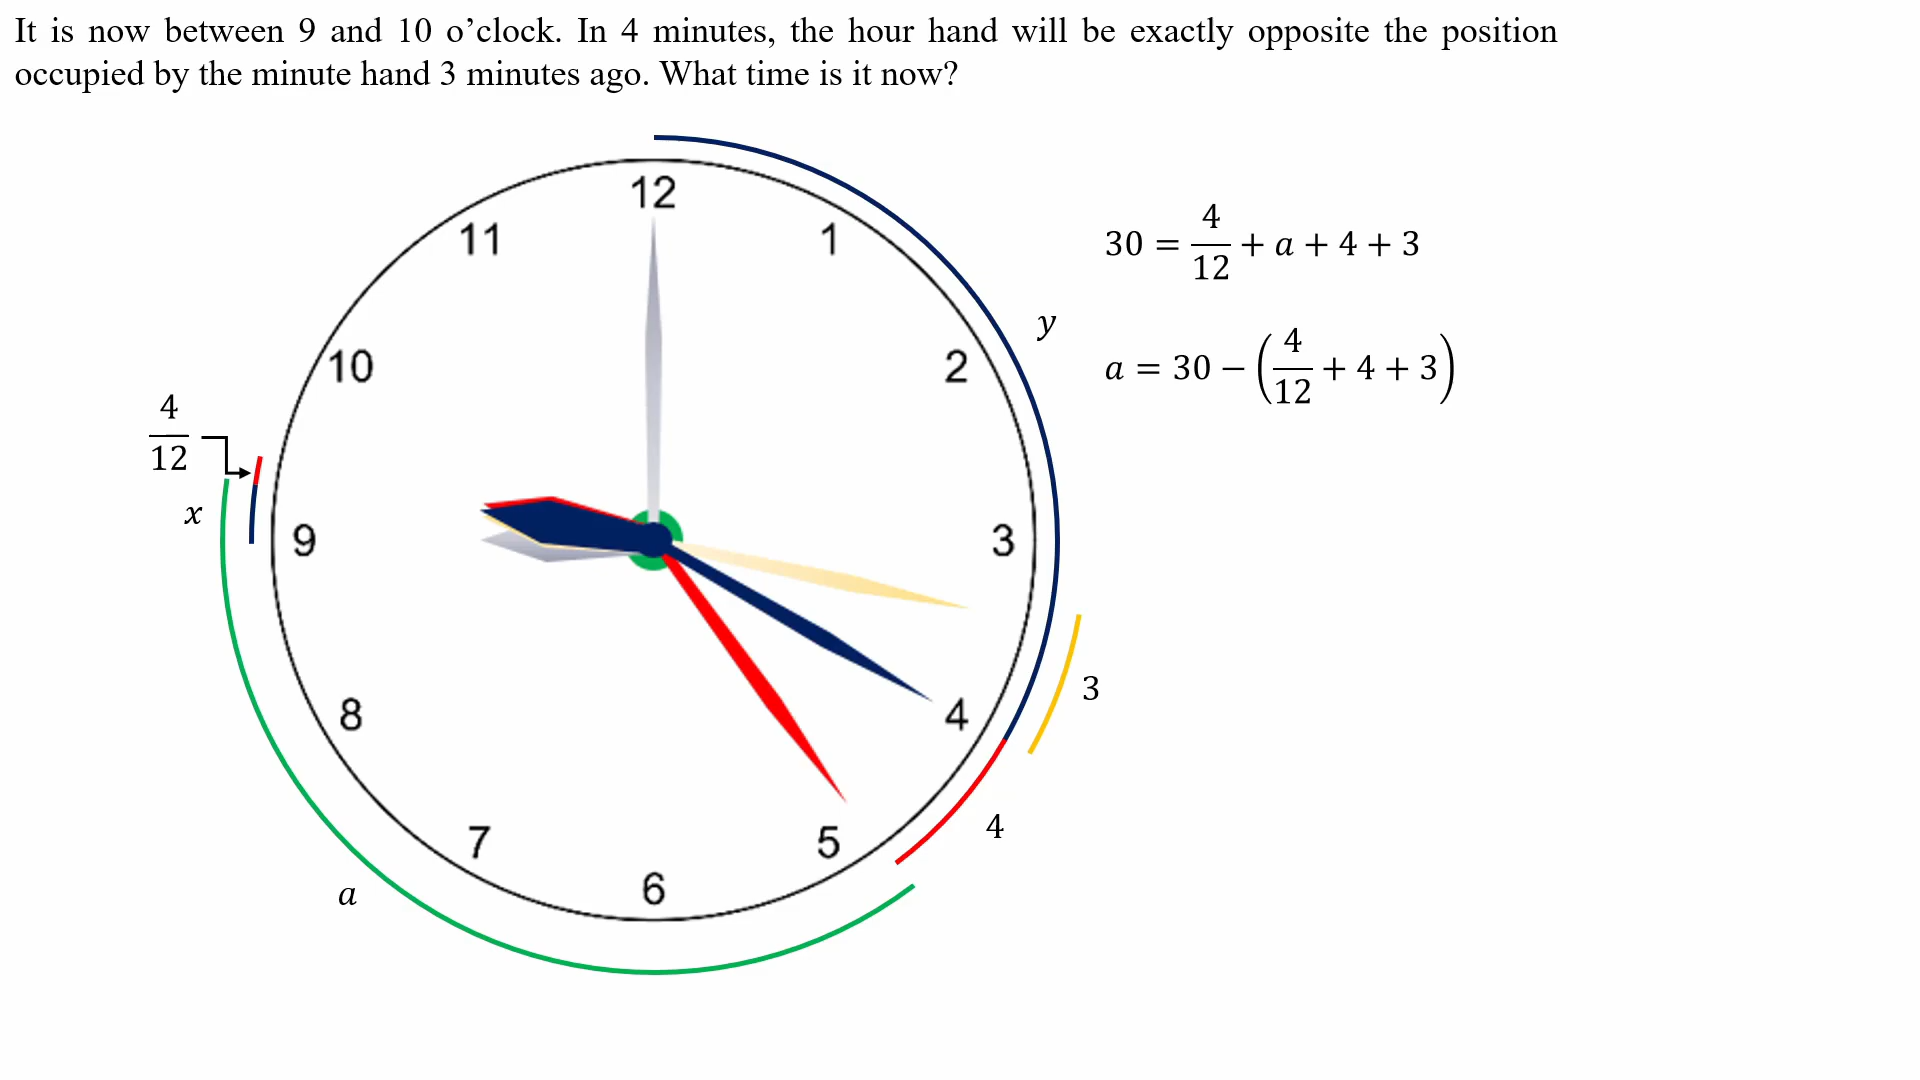 It is now between 9 and 10 o’clock. In 4 minutes, the hour hand will be exactly opposite the position
occupied by the minute hand 3 minutes ago. What time is it now?
12
11
1
10
2
9
3
8
4
7
5
6
4/12
x
y
a
3
4
30 = 4/12 + a + 4 + 3
a = 30 − (4/12 + 4 + 3)